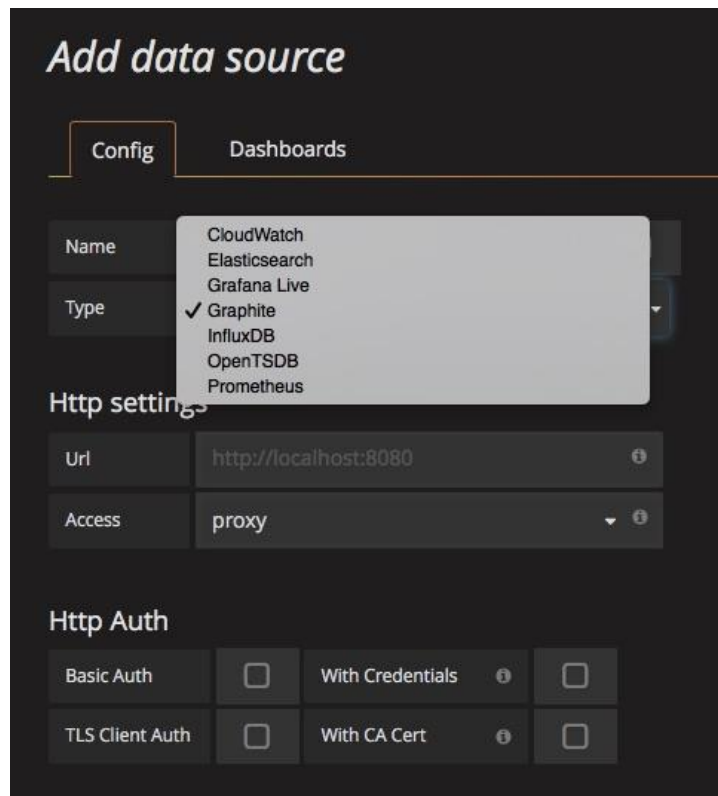 Add data source
Config Dashboards
Name
CloudWatch
Elasticsearch
Grafana Live
Type
Graphite
InfluxDB
OpenTSDB
Prometheus
Http settings
Url http://localhost:8080
Access proxy
Http Auth
Basic Auth With Credentials
TLS Client Auth With CA Cert